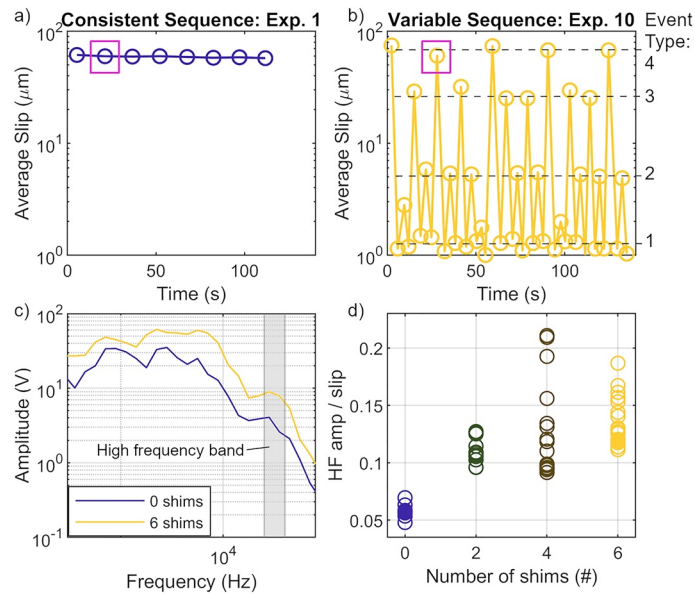 a) Consistent Sequence: Exp. 1
10²
10¹
10⁰
Average Slip (μm)
0 50 100
Time (s)
b) Variable Sequence: Exp. 10
Event
Type:
10²
10¹
10⁰
Average Slip (μm)
4
3
2
1
0 50 100
Time (s)
c)
10²
10¹
10⁰
10⁻¹
Amplitude (V)
High frequency band
0 shims
6 shims
10⁴
Frequency (Hz)
d)
0.2
0.15
0.1
0.05
HF amp / slip
0 2 4 6
Number of shims (#)